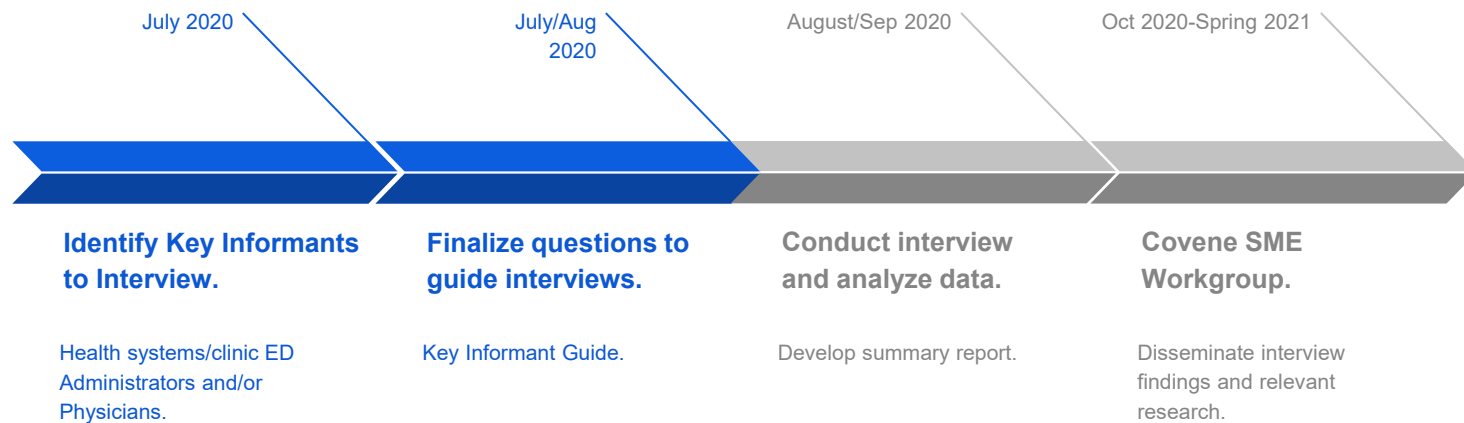 July 2020
July/Aug
2020
August/Sep 2020
Oct 2020-Spring 2021
Identify Key Informants
to Interview.
Finalize questions to
guide interviews.
Conduct interview
and analyze data.
Covene SME
Workgroup.
Health systems/clinic ED
Administrators and/or
Physicians.
Key Informant Guide.
Develop summary report.
Disseminate interview
findings and relevant
research.